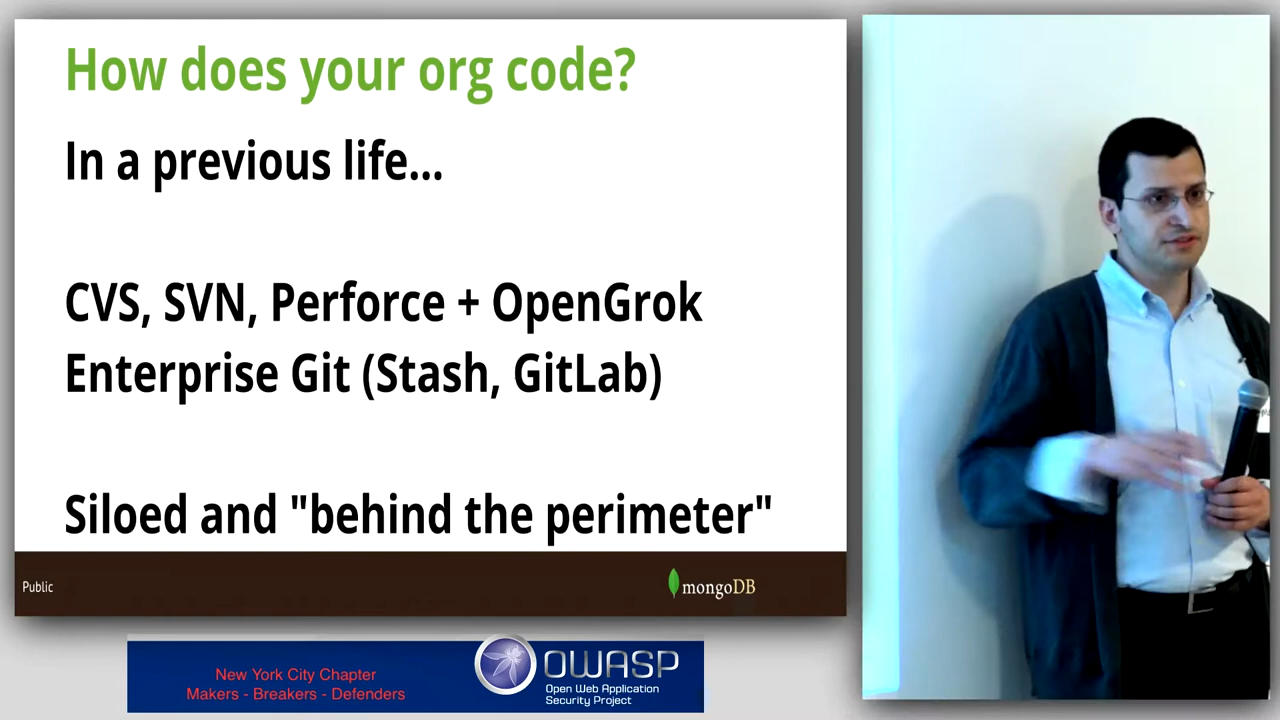 How does your org code?
In a previous life...
CVS, SVN, Perforce + OpenGrok
Enterprise Git (Stash, GitLab)
Siloed and "behind the perimeter"
Public
mongoDB
New York City Chapter
Makers - Breakers - Defenders
OWASP
Open Web Application
Security Project